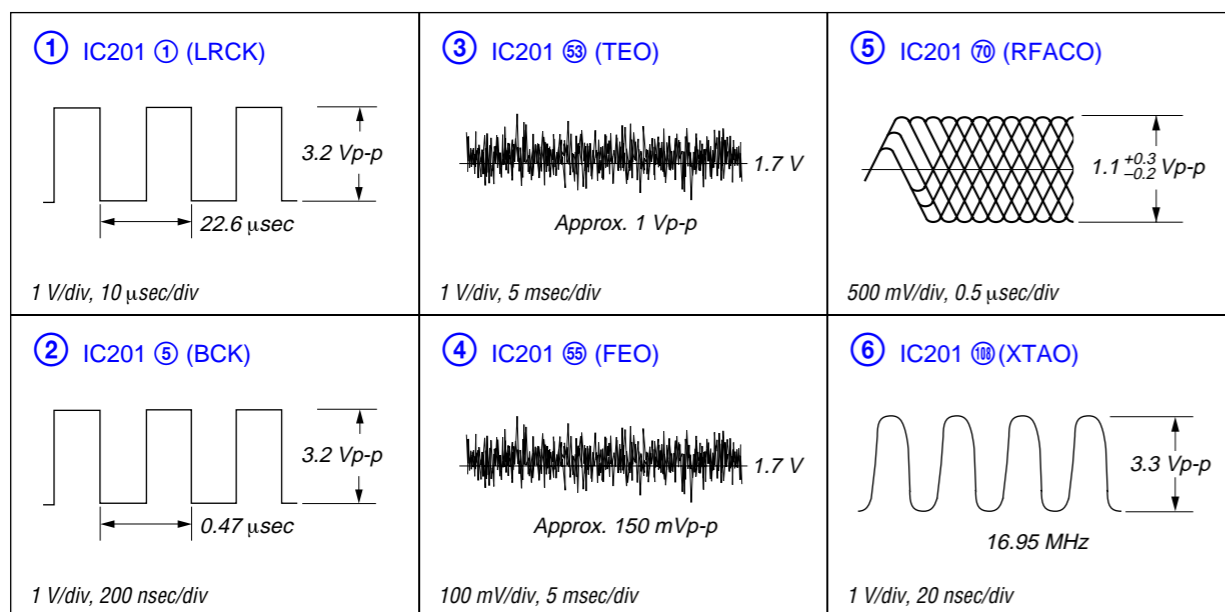 ① IC201 ① (LRCK)
3.2 Vp-p
22.6 μsec
1 V/div, 10 μsec/div
③ IC201 ㊾ (TEO)
1.7 V
Approx. 1 Vp-p
1 V/div, 5 msec/div
⑤ IC201 70 (RFACO)
1.1 +0.3 –0.2 Vp-p
500 mV/div, 0.5 μsec/div
② IC201 ⑤ (BCK)
3.2 Vp-p
0.47 μsec
1 V/div, 200 nsec/div
④ IC201 55 (FEO)
1.7 V
Approx. 150 mVp-p
100 mV/div, 5 msec/div
⑥ IC201 108 (XTAO)
3.3 Vp-p
16.95 MHz
1 V/div, 20 nsec/div